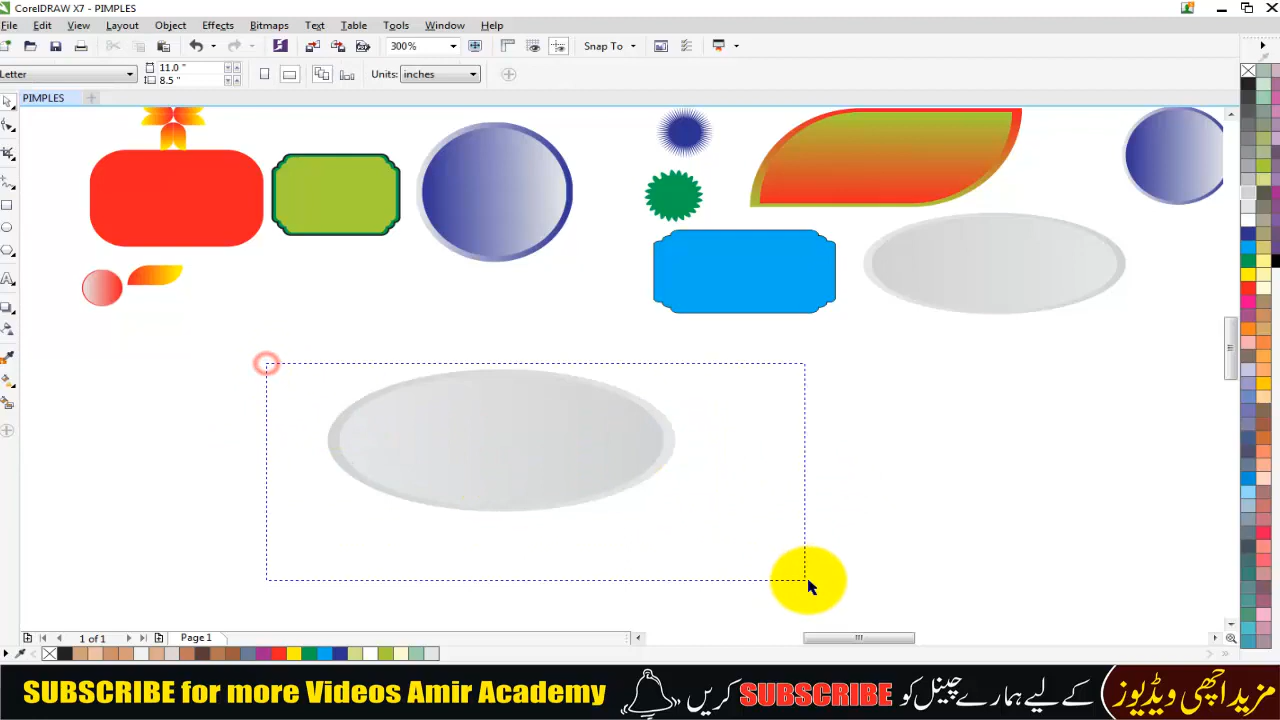 CorelDRAW X7 - PIMPLES
File Edit View Layout Object Effects Bitmaps Text Table Tools Window Help
300% Snap To
Letter 11.0 " 8.5 " Units: inches
PIMPLES
1 of 1 Page 1
SUBSCRIBE for more Videos Amir Academy کریں SUBSCRIBE کے لیے ہمارے چینل کو مزید اچھی ویڈیوز